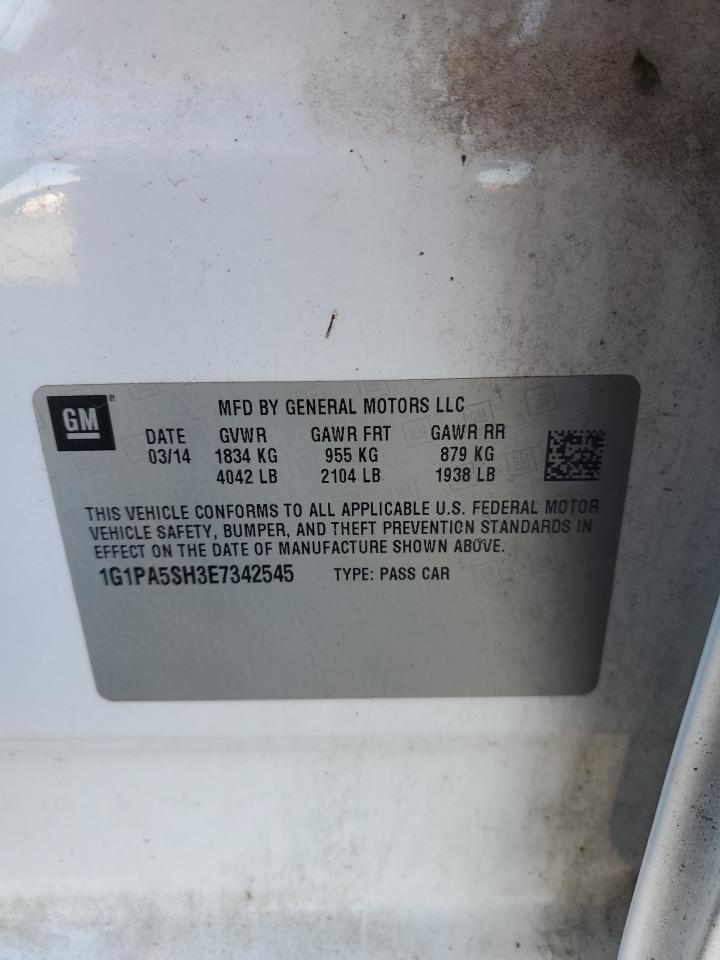 GM
MFD BY GENERAL MOTORS LLC
DATE GVWR GAWR FRT GAWR RR
03/14 1834 KG 955 KG 879 KG
4042 LB 2104 LB 1938 LB
THIS VEHICLE CONFORMS TO ALL APPLICABLE U.S. FEDERAL MOTOR
VEHICLE SAFETY, BUMPER, AND THEFT PREVENTION STANDARDS IN
EFFECT ON THE DATE OF MANUFACTURE SHOWN ABOVE.
1G1PA5SH3E7342545 TYPE: PASS CAR